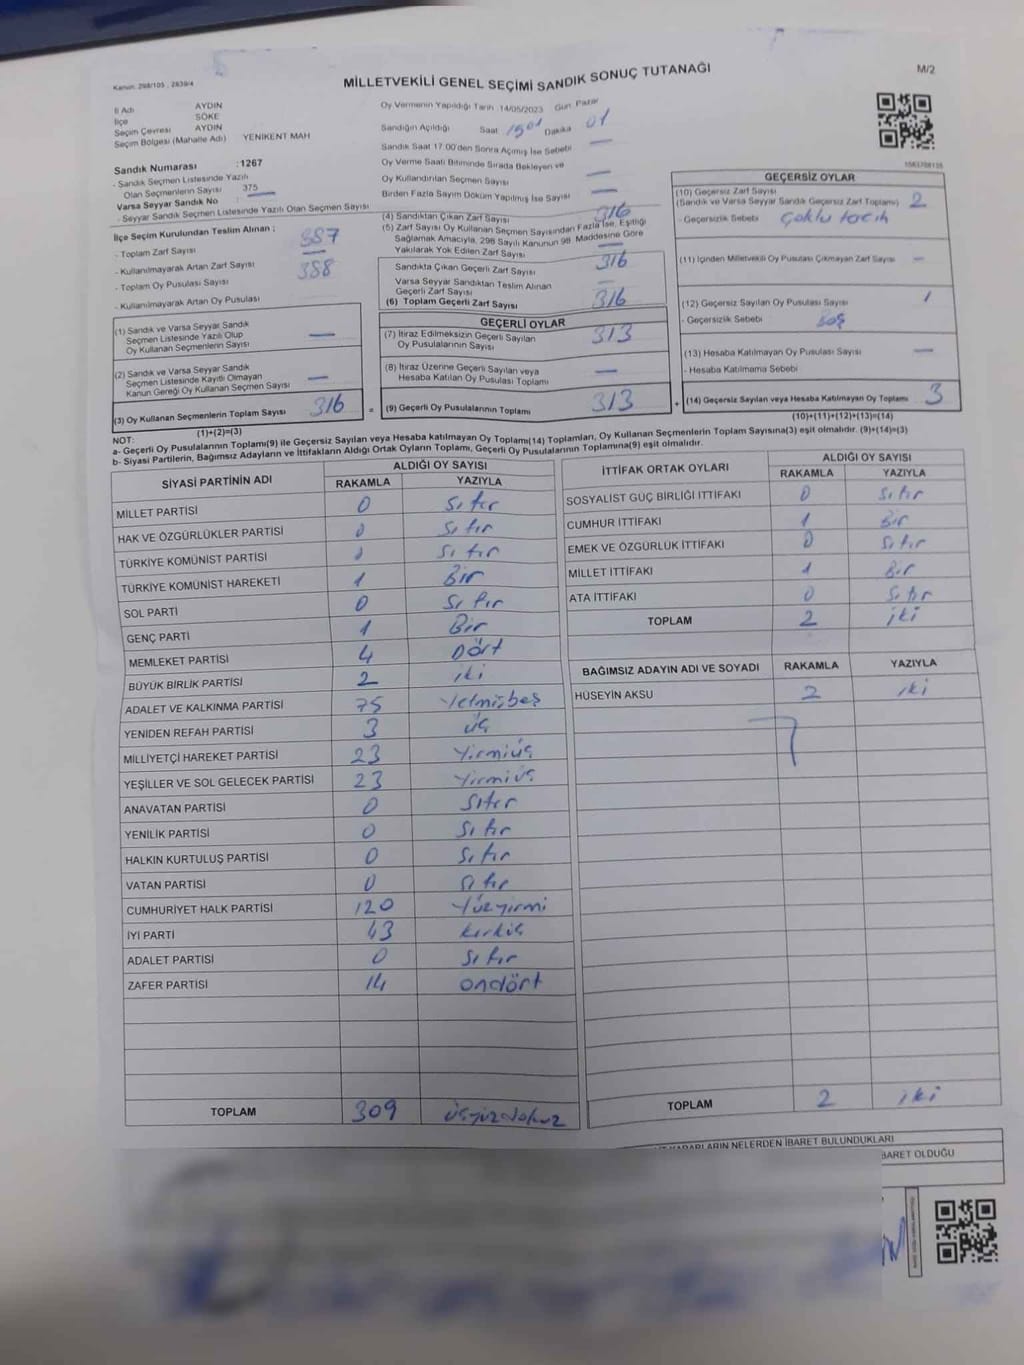 Kanun: 298/105 , 2839/4
MİLLETVEKİLİ GENEL SEÇİMİ SANDIK SONUÇ TUTANAĞI
M/2
İl Adı AYDIN
İlçe SÖKE
Seçim Çevresi AYDIN
Seçim Bölgesi (Mahalle Adı) YENİKENT MAH
Sandık Numarası :1267
- Sandık Seçmen Listesinde Yazılı
Olan Seçmenlerin Sayısı 375
Varsa Seyyar Sandık No :
- Seyyar Sandık Seçmen Listesinde Yazılı Olan Seçmen Sayısı
İlçe Seçim Kurulundan Teslim Alınan ;
- Toplam Zarf Sayısı 387
- Kullanılmayarak Artan Zarf Sayısı —
- Toplam Oy Pusulası Sayısı 388
- Kullanılmayarak Artan Oy Pusulası
(1) Sandık ve Varsa Seyyar Sandık
Seçmen Listesinde Yazılı Olup
Oy Kullanan Seçmenlerin Sayısı —
(2) Sandık ve Varsa Seyyar Sandık
Seçmen Listesinde Kayıtlı Olmayan
Kanun Gereği Oy Kullanan Seçmen Sayısı —
(3) Oy Kullanan Seçmenlerin Toplam Sayısı 316
(1)+(2)=(3)
Oy Vermenin Yapıldığı Tarih 14/05/2023 Gün Pazar
Sandığın Açıldığı Saat Dakika 01
Sandık Saat 17:00'den Sonra Açılmış İse Sebebi —
Oy Verme Saati Bitiminde Sırada Bekleyen ve
Oy Kullandırılan Seçmen Sayısı —
Birden Fazla Sayım Döküm Yapılmış İse Sayısı —
(4) Sandıktan Çıkan Zarf Sayısı 316
(5) Zarf Sayısı Oy Kullanan Seçmen Sayısından Fazla İse, Eşitliği
Sağlamak Amacıyla, 298 Sayılı Kanunun 98. Maddesine Göre
Yakılarak Yok Edilen Zarf Sayısı —
Sandıkta Çıkan Geçerli Zarf Sayısı 316
Varsa Seyyar Sandıktan Teslim Alınan
Geçerli Zarf Sayısı —
(6) Toplam Geçerli Zarf Sayısı 316
GEÇERLİ OYLAR
(7) İtiraz Edilmeksizin Geçerli Sayılan
Oy Pusulalarının Sayısı 313
(8) İtiraz Üzerine Geçerli Sayılan veya
Hesaba Katılan Oy Pusulası Toplamı —
= (9) Geçerli Oy Pusulalarının Toplamı 313
GEÇERSİZ OYLAR
(10) Geçersiz Zarf Sayısı
(Sandık ve Varsa Seyyar Sandık Geçersiz Zarf Toplamı) 2
- Geçersizlik Sebebi Çoklu tercih
(11) İçinden Milletvekili Oy Pusulası Çıkmayan Zarf Sayısı —
(12) Geçersiz Sayılan Oy Pusulası Sayısı 1
- Geçersizlik Sebebi Boş
(13) Hesaba Katılmayan Oy Pusulası Sayısı —
- Hesaba Katılmama Sebebi
+ (14) Geçersiz Sayılan veya Hesaba Katılmayan Oy Toplamı 3
(10)+(11)+(12)+(13)=(14)
NOT:
a- Geçerli Oy Pusulalarının Toplamı(9) ile Geçersiz Sayılan veya Hesaba katılmayan Oy Toplamı(14) Toplamları, Oy Kullanan Seçmenlerin Toplam Sayısına(3) eşit olmalıdır. (9)+(14)=(3)
b- Siyasi Partilerin, Bağımsız Adayların ve İttifakların Aldığı Ortak Oyların Toplamı, Geçerli Oy Pusulalarının Toplamına(9) eşit olmalıdır.
SİYASİ PARTİNİN ADI ALDIĞI OY SAYISI
RAKAMLA YAZIYLA
MİLLET PARTİSİ 0 Sıfır
HAK VE ÖZGÜRLÜKLER PARTİSİ 0 Sıfır
TÜRKİYE KOMÜNİST PARTİSİ 0 Sıfır
TÜRKİYE KOMÜNİST HAREKETİ 1 Bir
SOL PARTİ 0 Sıfır
GENÇ PARTİ 1 Bir
MEMLEKET PARTİSİ 4 Dört
BÜYÜK BİRLİK PARTİSİ 2 iki
ADALET VE KALKINMA PARTİSİ 75 Yetmişbeş
YENİDEN REFAH PARTİSİ 3 üç
MİLLİYETÇİ HAREKET PARTİSİ 23 Yirmiüç
YEŞİLLER VE SOL GELECEK PARTİSİ 23 Yirmiüç
ANAVATAN PARTİSİ 0 Sıfır
YENİLİK PARTİSİ 0 Sıfır
HALKIN KURTULUŞ PARTİSİ 0 Sıfır
VATAN PARTİSİ 0 Sıfır
CUMHURİYET HALK PARTİSİ 120 Yüzyirmi
İYİ PARTİ 43 kırküç
ADALET PARTİSİ 0 Sıfır
ZAFER PARTİSİ 14 ondört
TOPLAM 309 üçyüzdokuz
İTTİFAK ORTAK OYLARI ALDIĞI OY SAYISI
RAKAMLA YAZIYLA
SOSYALİST GÜÇ BİRLİĞİ İTTİFAKI 0 Sıfır
CUMHUR İTTİFAKI 1 Bir
EMEK VE ÖZGÜRLÜK İTTİFAKI 0 Sıfır
MİLLET İTTİFAKI 1 Bir
ATA İTTİFAKI 0 Sıfır
TOPLAM 2 iki
BAĞIMSIZ ADAYIN ADI VE SOYADI RAKAMLA YAZIYLA
HÜSEYİN AKSU 2 iki
TOPLAM 2 iki
NELERDEN İBARET BULUNDUKLARI
OLDUĞU